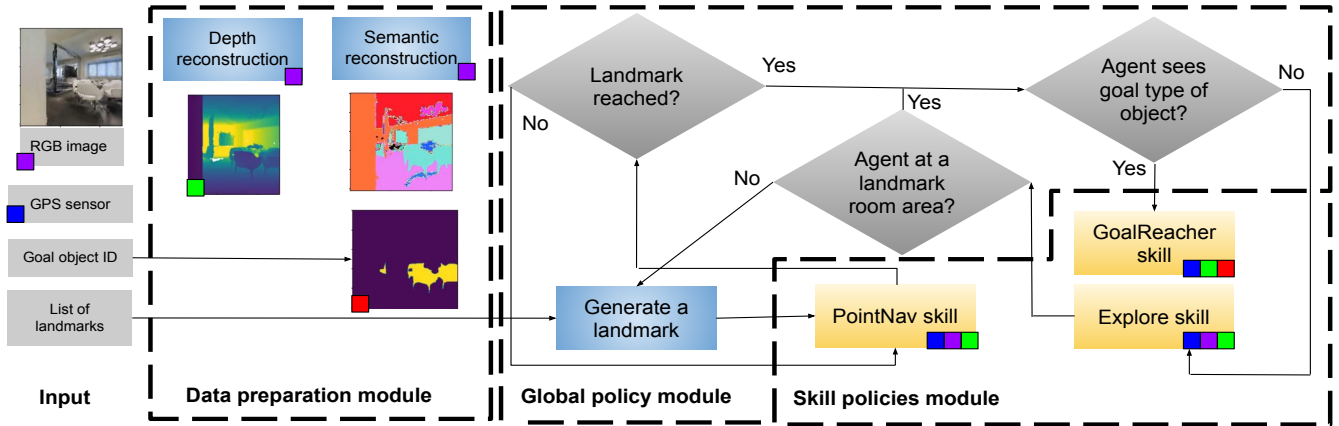 RGB image
GPS sensor
Goal object ID
List of
landmarks
Input
Depth
reconstruction
Semantic
reconstruction
Data preparation module
Landmark
reached?
Yes
No
Agent sees
goal type of
object?
No
Yes
Yes
Agent at a
landmark
room area?
No
Generate a
landmark
Global policy module
GoalReacher
skill
PointNav skill
Explore skill
Skill policies module